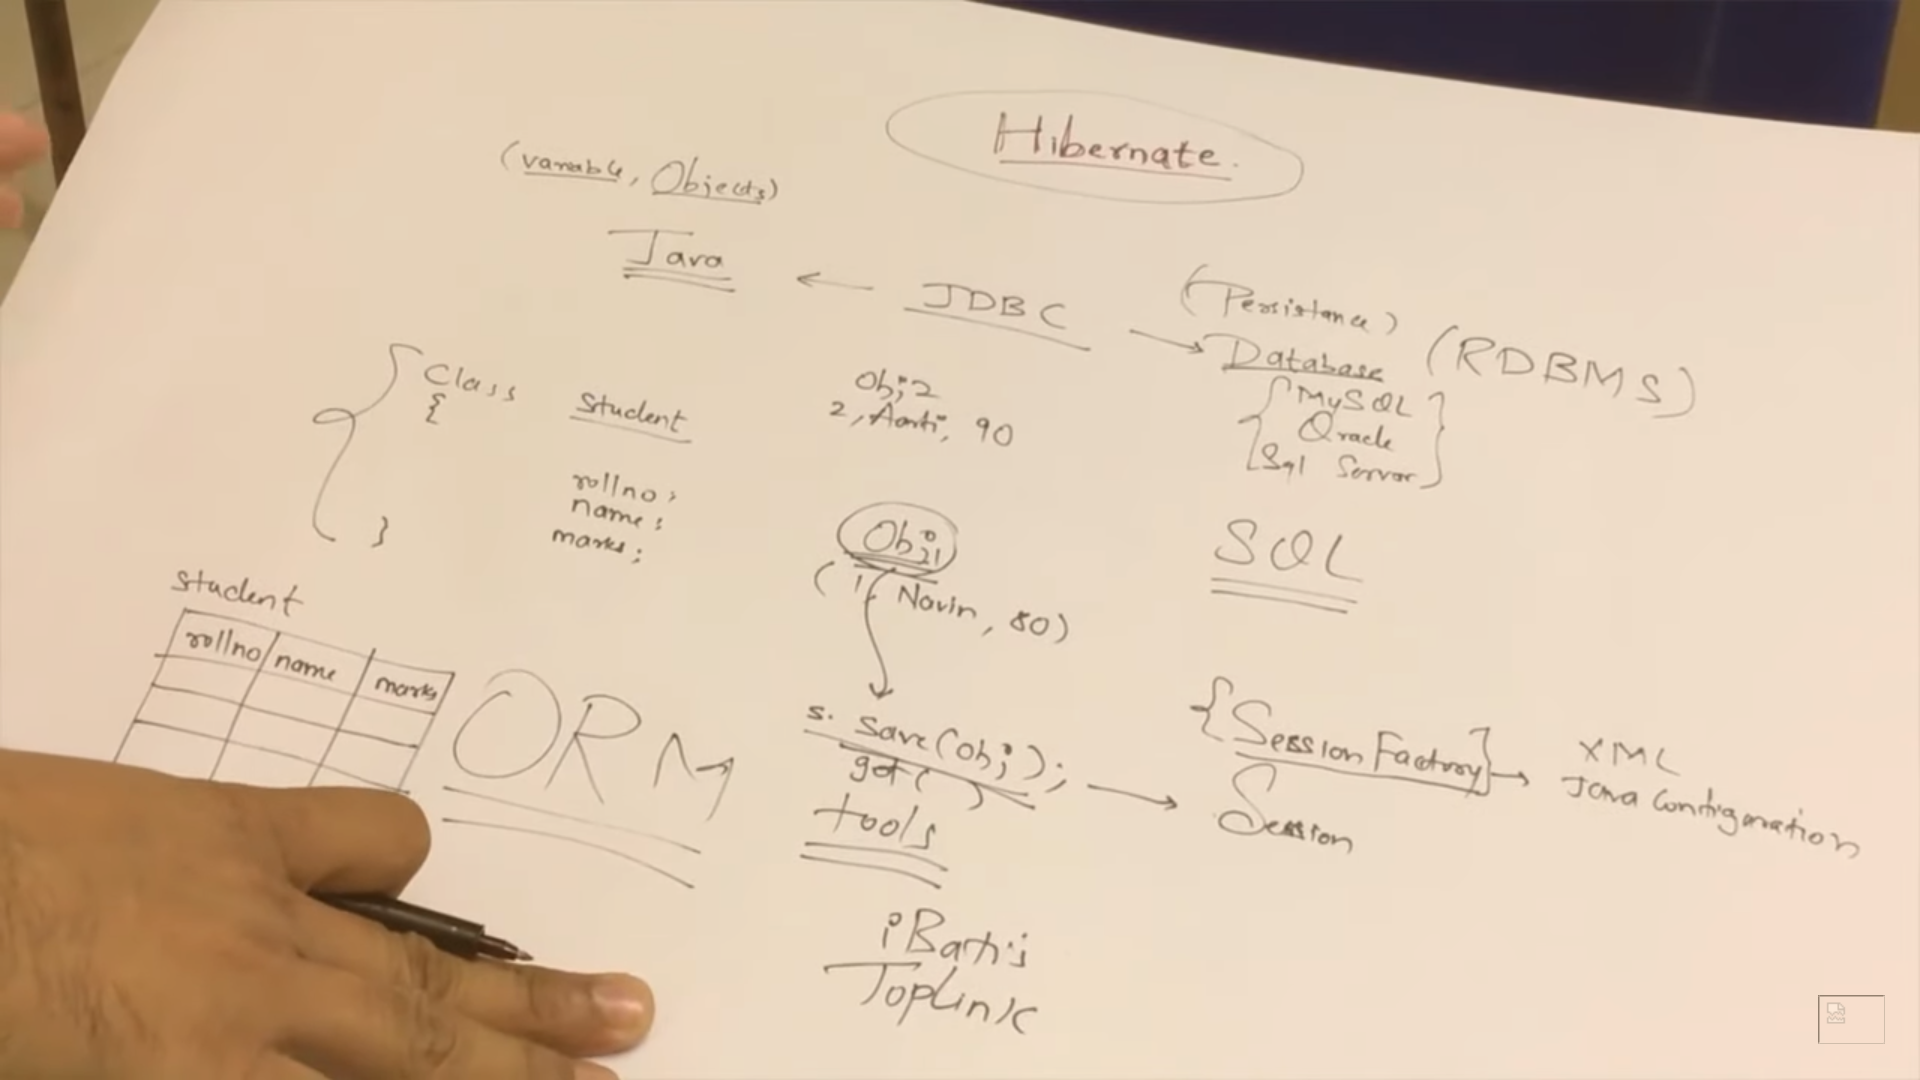 Hibernate.
(variable, Objects)
Java
JDBC
(Persistance)
Database (RDBMS)
MySQL
Oracle
Sql Server
Class Student
{
rollno;
name;
marks;
}
Obj2
2, Aarti, 90
Obj1
(1, Navin, 80)
SQL
Student
rollno name marks
ORM
s. Save(obj);
get( )
tools
iBatis
TopLink
{Session Factory}
Session
XML
Java Configuration